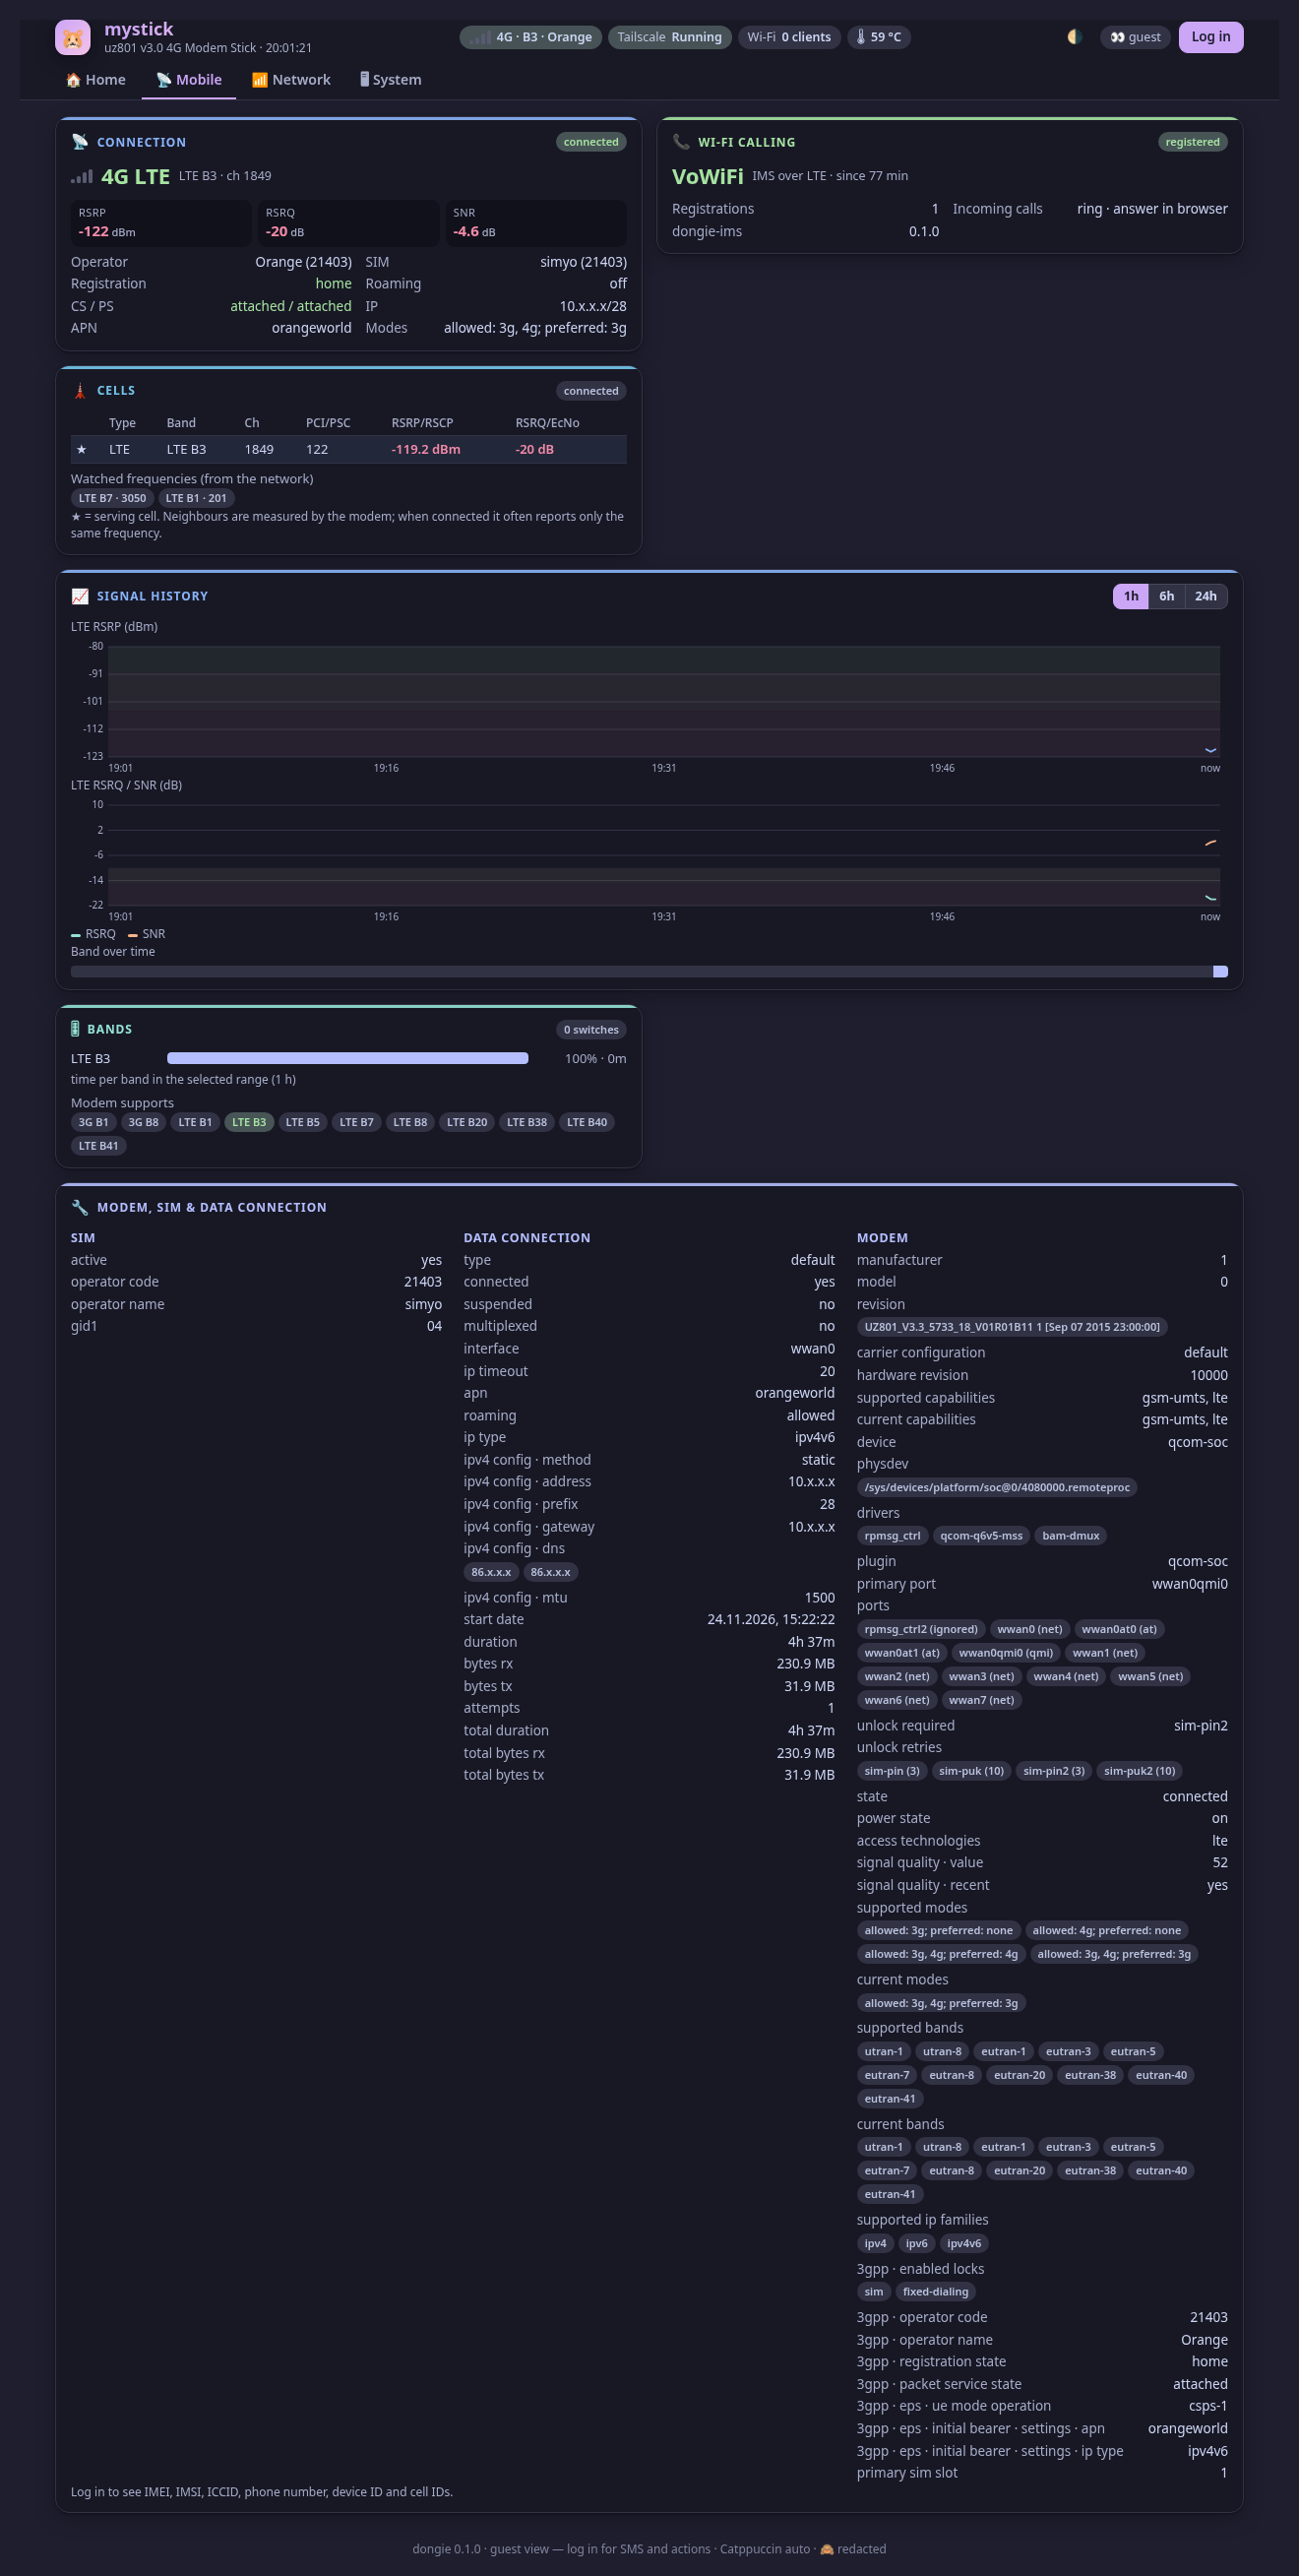 mystick
uz801 v3.0 4G Modem Stick · 20:01:21
4G · B3 · Orange
Tailscale Running
Wi-Fi 0 clients
59 °C
guest
Log in
Home
Mobile
Network
System
CONNECTION
connected
4G LTE LTE B3 · ch 1849
RSRP
-122 dBm
RSRQ
-20 dB
SNR
-4.6 dB
Operator Orange (21403) SIM simyo (21403)
Registration home Roaming off
CS / PS attached / attached IP 10.x.x.x/28
APN orangeworld Modes allowed: 3g, 4g; preferred: 3g
WI-FI CALLING
registered
VoWiFi IMS over LTE · since 77 min
Registrations 1 Incoming calls ring · answer in browser
dongie-ims 0.1.0
CELLS
connected
Type Band Ch PCI/PSC RSRP/RSCP RSRQ/EcNo
★ LTE LTE B3 1849 122 -119.2 dBm -20 dB
Watched frequencies (from the network)
LTE B7 · 3050 LTE B1 · 201
★ = serving cell. Neighbours are measured by the modem; when connected it often reports only the
same frequency.
SIGNAL HISTORY
1h 6h 24h
LTE RSRP (dBm)
-80
-91
-101
-112
-123
19:01 19:16 19:31 19:46 now
LTE RSRQ / SNR (dB)
10
2
-6
-14
-22
19:01 19:16 19:31 19:46 now
RSRQ SNR
Band over time
BANDS
0 switches
LTE B3 100% · 0m
time per band in the selected range (1 h)
Modem supports
3G B1 3G B8 LTE B1 LTE B3 LTE B5 LTE B7 LTE B8 LTE B20 LTE B38 LTE B40
LTE B41
MODEM, SIM & DATA CONNECTION
SIM
active yes
operator code 21403
operator name simyo
gid1 04
DATA CONNECTION
type default
connected yes
suspended no
multiplexed no
interface wwan0
ip timeout 20
apn orangeworld
roaming allowed
ip type ipv4v6
ipv4 config · method static
ipv4 config · address 10.x.x.x
ipv4 config · prefix 28
ipv4 config · gateway 10.x.x.x
ipv4 config · dns
86.x.x.x 86.x.x.x
ipv4 config · mtu 1500
start date 24.11.2026, 15:22:22
duration 4h 37m
bytes rx 230.9 MB
bytes tx 31.9 MB
attempts 1
total duration 4h 37m
total bytes rx 230.9 MB
total bytes tx 31.9 MB
MODEM
manufacturer 1
model 0
revision
UZ801_V3.3_5733_18_V01R01B11 1 [Sep 07 2015 23:00:00]
carrier configuration default
hardware revision 10000
supported capabilities gsm-umts, lte
current capabilities gsm-umts, lte
device qcom-soc
physdev
/sys/devices/platform/soc@0/4080000.remoteproc
drivers
rpmsg_ctrl qcom-q6v5-mss bam-dmux
plugin qcom-soc
primary port wwan0qmi0
ports
rpmsg_ctrl2 (ignored) wwan0 (net) wwan0at0 (at)
wwan0at1 (at) wwan0qmi0 (qmi) wwan1 (net)
wwan2 (net) wwan3 (net) wwan4 (net) wwan5 (net)
wwan6 (net) wwan7 (net)
unlock required sim-pin2
unlock retries
sim-pin (3) sim-puk (10) sim-pin2 (3) sim-puk2 (10)
state connected
power state on
access technologies lte
signal quality · value 52
signal quality · recent yes
supported modes
allowed: 3g; preferred: none allowed: 4g; preferred: none
allowed: 3g, 4g; preferred: 4g allowed: 3g, 4g; preferred: 3g
current modes
allowed: 3g, 4g; preferred: 3g
supported bands
utran-1 utran-8 eutran-1 eutran-3 eutran-5
eutran-7 eutran-8 eutran-20 eutran-38 eutran-40
eutran-41
current bands
utran-1 utran-8 eutran-1 eutran-3 eutran-5
eutran-7 eutran-8 eutran-20 eutran-38 eutran-40
eutran-41
supported ip families
ipv4 ipv6 ipv4v6
3gpp · enabled locks
sim fixed-dialing
3gpp · operator code 21403
3gpp · operator name Orange
3gpp · registration state home
3gpp · packet service state attached
3gpp · eps · ue mode operation csps-1
3gpp · eps · initial bearer · settings · apn orangeworld
3gpp · eps · initial bearer · settings · ip type ipv4v6
primary sim slot 1
Log in to see IMEI, IMSI, ICCID, phone number, device ID and cell IDs.
dongie 0.1.0 · guest view — log in for SMS and actions · Catppuccin auto · 🙈 redacted